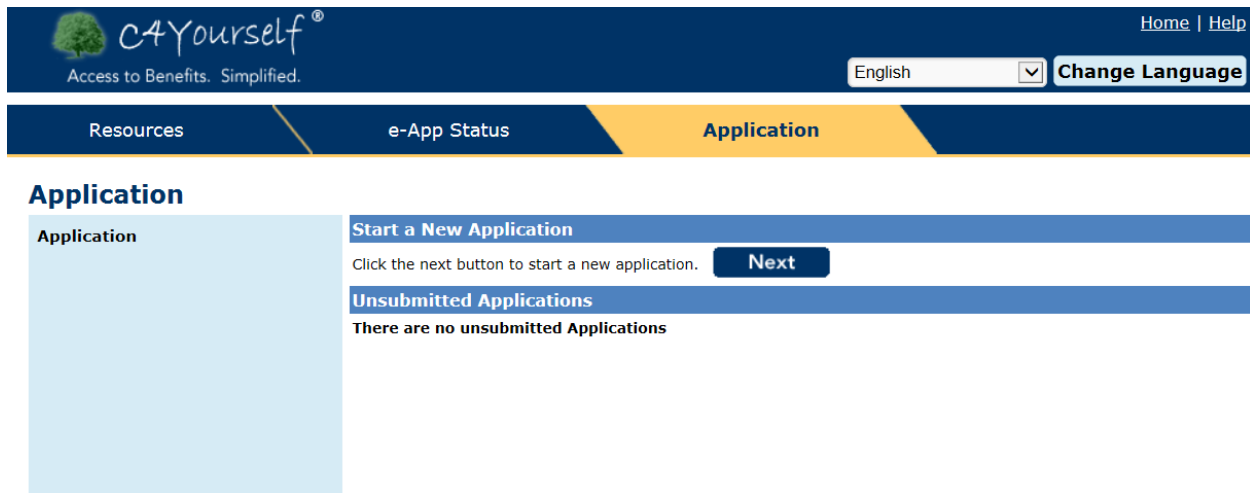 C4Yourself®
Access to Benefits. Simplified.
Home | Help
English Change Language
Resources e-App Status Application
Application
Application
Start a New Application
Click the next button to start a new application. Next
Unsubmitted Applications
There are no unsubmitted Applications